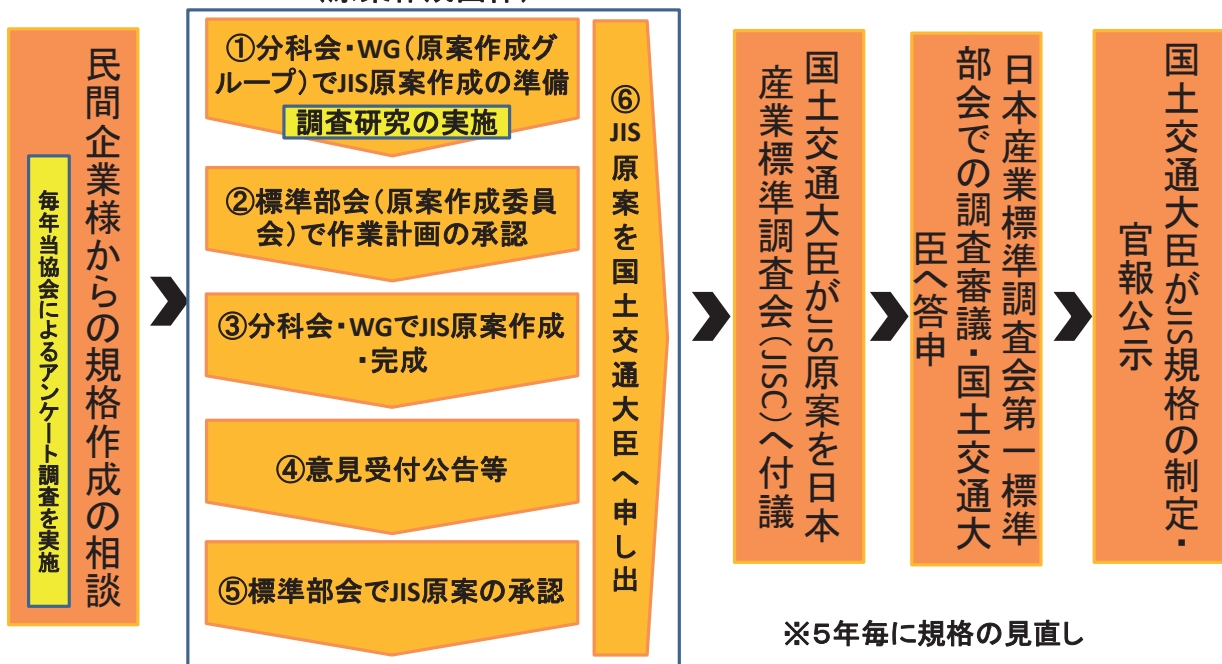 民間企業様からの規格作成の相談
毎年当協会によるアンケート調査を実施
①分科会・WG(原案作成グ
ループ)でJIS原案作成の準備
調査研究の実施
②標準部会(原案作成委員
会)で作業計画の承認
③分科会・WGでJIS原案作成
・完成
④意見受付公告等
⑤標準部会でJIS原案の承認
⑥JIS原案を国土交通大臣へ申し出
国土交通大臣がJIS原案を日本
産業標準調査会(JISC)へ付議
日本産業標準調査会第一標準
部会での調査審議・国土交通大
臣へ答申
国土交通大臣がJIS規格の制定・
官報公示
※5年毎に規格の見直し